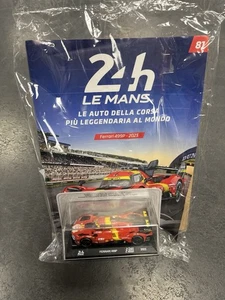 81
24h
LE MANS
LE AUTO DELLA CORSA
PIÙ LEGGENDARIA AL MONDO
Ferrari 499P - 2023